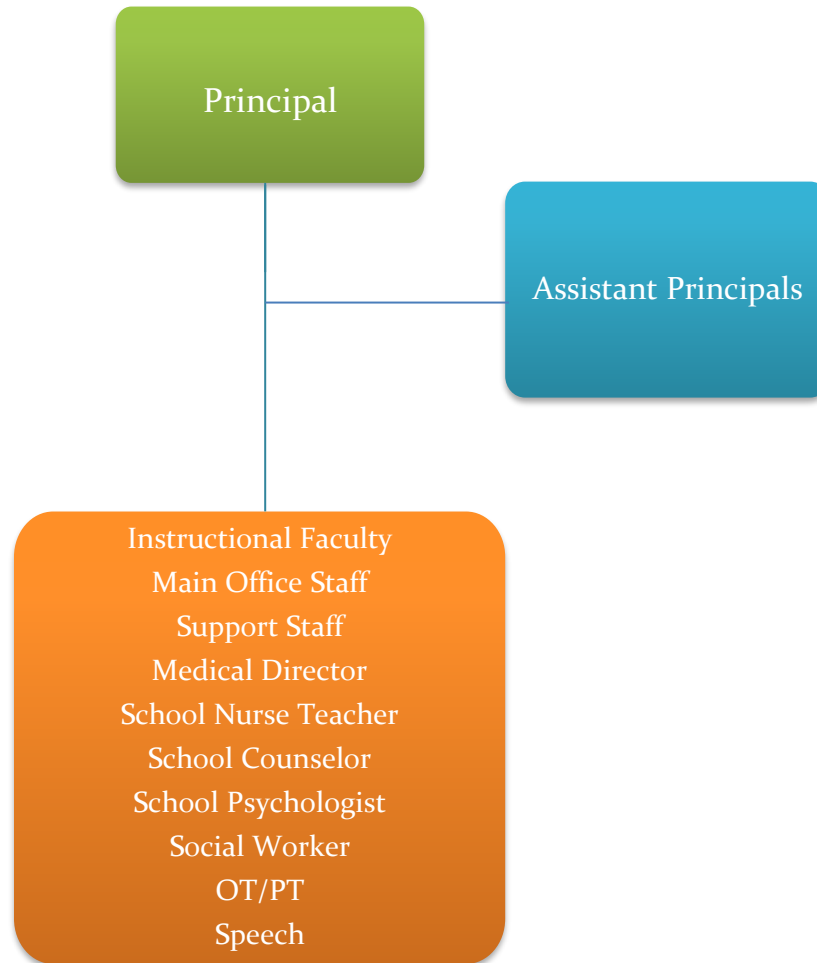 Principal
Assistant Principals
Instructional Faculty
Main Office Staff
Support Staff
Medical Director
School Nurse Teacher
School Counselor
School Psychologist
Social Worker
OT/PT
Speech